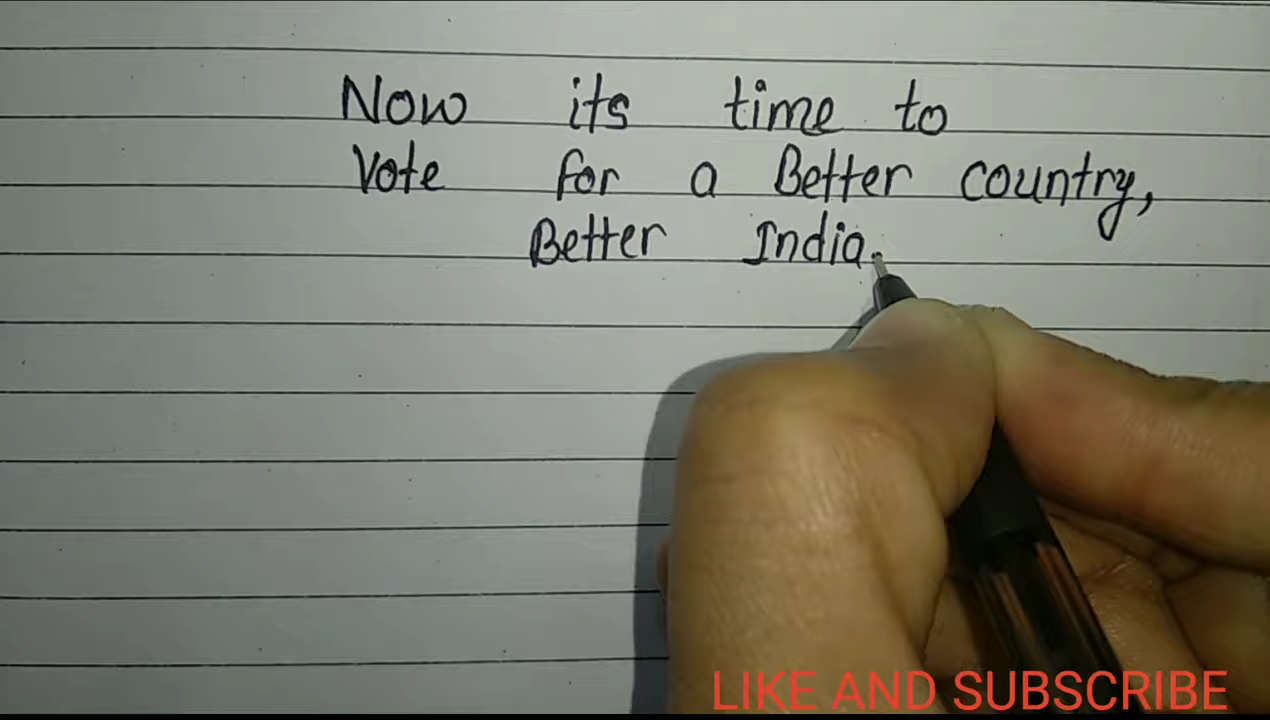 Now its time to
Vote for a Better country,
Better India.
LIKE AND SUBSCRIBE